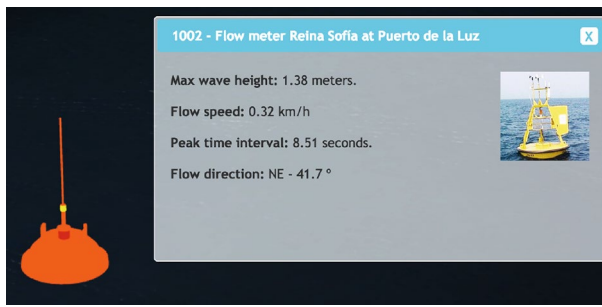 1002 - Flow meter Reina Sofía at Puerto de la Luz
X
Max wave height: 1.38 meters.
Flow speed: 0.32 km/h
Peak time interval: 8.51 seconds.
Flow direction: NE - 41.7 º